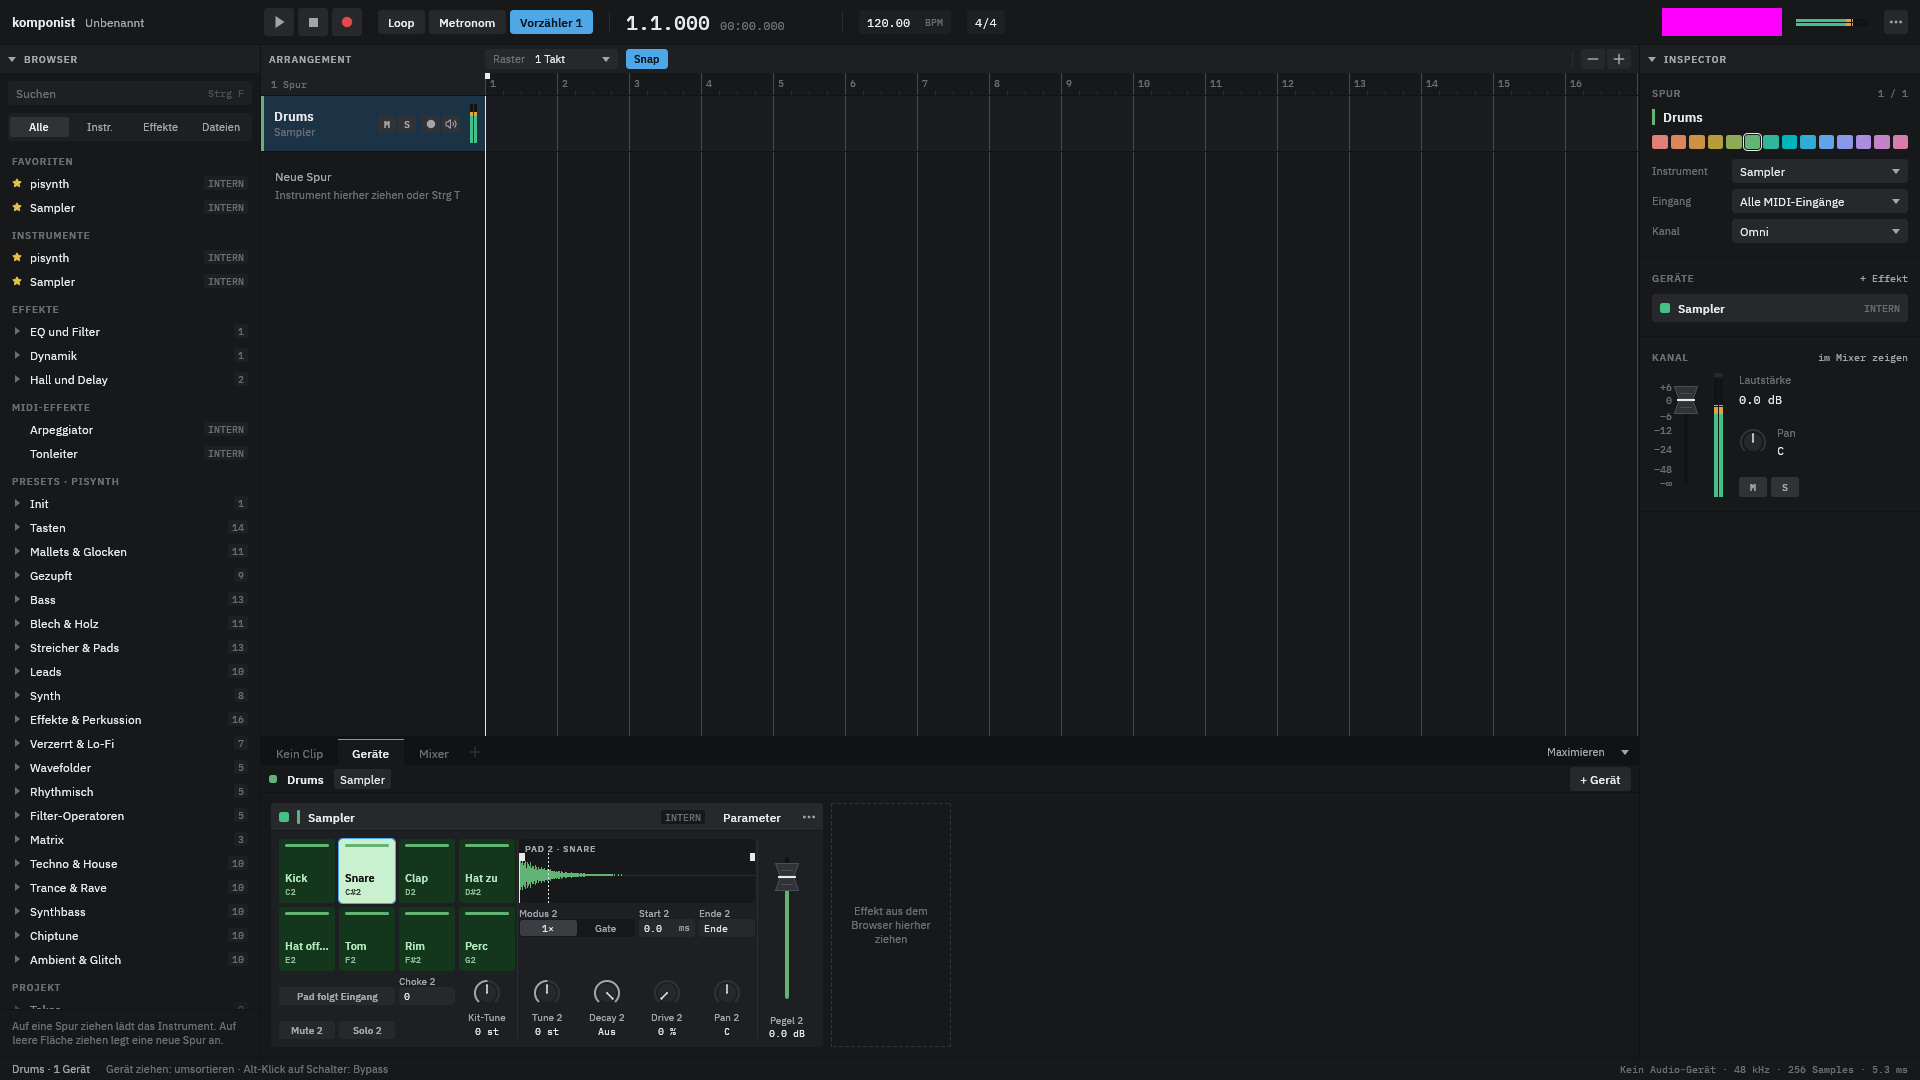 komponist Unbenannt Loop Metronom Vorzähler 1 1.1.000 00:00.000 120.00 BPM 4/4
BROWSER
Suchen Strg F
Alle Instr. Effekte Dateien
FAVORITEN
pisynth INTERN
Sampler INTERN
INSTRUMENTE
pisynth INTERN
Sampler INTERN
EFFEKTE
EQ und Filter 1
Dynamik 1
Hall und Delay 2
MIDI-EFFEKTE
Arpeggiator INTERN
Tonleiter INTERN
PRESETS · PISYNTH
Init 1
Tasten 14
Mallets & Glocken 11
Gezupft 9
Bass 13
Blech & Holz 11
Streicher & Pads 13
Leads 10
Synth 8
Effekte & Perkussion 16
Verzerrt & Lo-Fi 7
Wavefolder 5
Rhythmisch 5
Filter-Operatoren 5
Matrix 3
Techno & House 10
Trance & Rave 10
Synthbass 10
Chiptune 10
Ambient & Glitch 10
PROJEKT
Auf eine Spur ziehen lädt das Instrument. Auf
leere Fläche ziehen legt eine neue Spur an.
ARRANGEMENT Raster 1 Takt Snap
1 Spur 1 2 3 4 5 6 7 8 9 10 11 12 13 14 15 16
Drums
Sampler M S
Neue Spur
Instrument hierher ziehen oder Strg T
Kein Clip Geräte Mixer + Maximieren
Drums Sampler + Gerät
Sampler INTERN Parameter
Kick
C2
Snare
C#2
Clap
D2
Hat zu
D#2
Hat off...
E2
Tom
F2
Rim
F#2
Perc
G2
Pad folgt Eingang
Choke 2
0
Mute 2 Solo 2
Kit-Tune
0 st
PAD 2 · SNARE
Modus 2 Start 2 Ende 2
1× Gate 0.0 ms Ende
Tune 2 Decay 2 Drive 2 Pan 2
0 st Aus 0 % C
Pegel 2
0.0 dB
Effekt aus dem
Browser hierher
ziehen
INSPECTOR
SPUR 1 / 1
Drums
Instrument Sampler
Eingang Alle MIDI-Eingänge
Kanal Omni
GERÄTE + Effekt
Sampler INTERN
KANAL im Mixer zeigen
+6
0
−6
−12
−24
−48
−∞
Lautstärke
0.0 dB
Pan
C
M S
Drums · 1 Gerät Gerät ziehen: umsortieren · Alt-Klick auf Schalter: Bypass
Kein Audio-Gerät · 48 kHz · 256 Samples · 5.3 ms